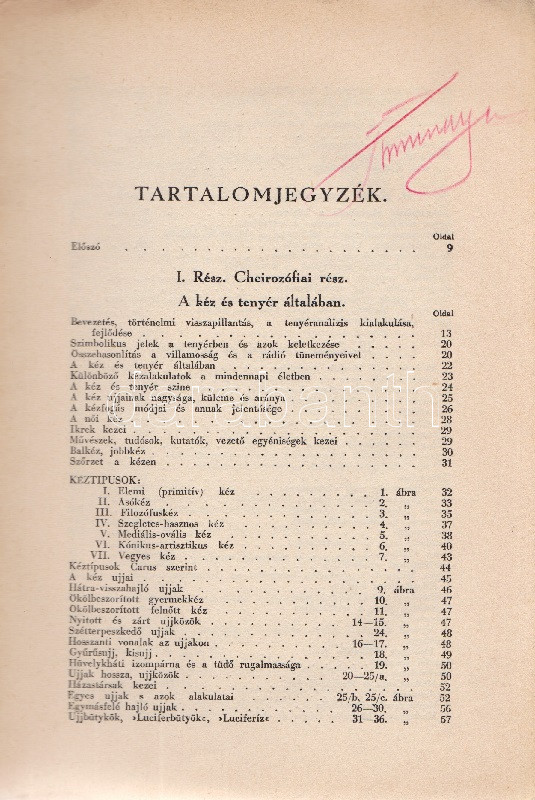 TARTALOMJEGYZÉK.
Oldal
Előszó . . . . . . . . . . . . . . . . . . 9
I. Rész. Cheirozófiai rész.
A kéz és tenyér általában.
Oldal
Bevezetés, történelmi visszapillantás, a tenyéranalizis kialakulása,
fejlődése . . . . . . . . . . . . . . . . 13
Szimbolikus jelek a tenyérben és azok keletkezése . . . . . 20
Összehasonlítás a villamosság és a rádió tüneményeivel . . . . 20
A kéz és tenyér általában . . . . . . . . . . . 22
Különböző kézalakulatok a mindennapi életben . . . . . . 23
A kéz és tenyér színe . . . . . . . . . . . . 24
A kéz ujjainak nagysága, küleme és aránya . . . . . . 25
A kézfogás módjai és annak jelentősége . . . . . . . 26
A női kéz . . . . . . . . . . . . . . . 28
Ikrek kezei . . . . . . . . . . . . . . . 29
Művészek, tudósok, kutatók, vezető egyéniségek kezei . . . . 29
Balkéz, jobbkéz . . . . . . . . . . . . . . 30
Szőrzet a kézen . . . . . . . . . . . . . . 31
KÉZTIPUSOK:
I. Elemi (primitív) kéz . . . . . . . 1. ábra 32
II. Ásókéz . . . . . . . . . . 2. „ 33
III. Filozófuskéz . . . . . . . . . 3. „ 35
IV. Szegletes-hasznos kéz . . . . . . 4. „ 37
V. Mediális-ovális kéz . . . . . . . 5. „ 38
VI. Kónikus-arrtisztikus kéz . . . . . . 6. „ 40
VII. Vegyes kéz . . . . . . . . . 7. „ 43
Kéztípusok Carus szerint . . . . . . . . . . . 44
A kéz ujjai . . . . . . . . . . . . . . . 45
Hátra-visszahajló ujjak . . . . . . . . 9. ábra 46
Ökölbeszorított gyermekkéz . . . . . . . 10. „ 47
Ökölbeszorított felnőtt kéz . . . . . . . 11. „ 47
Nyitott és zárt ujjközök . . . . . . . 14—15. „ 47
Szétterpeszkedő ujjak . . . . . . . . . 24. „ 48
Hosszanti vonalak az ujjakon . . . . . . 16—17. „ 48
Gyűrűsujj, kisujj . . . . . . . . . . 18. „ 49
Hüvelykháti izompárna és a tüdő rugalmassága . . 19. „ 50
Ujjak hossza, ujjközök . . . . . . . 20—25/a. „ 50
Házastársak kezei . . . . . . . . . . . . . 52
Egyes ujjak s azok alakulatai . . . . 25/b, 25/c. ábra 52
Egymásfelé hajló ujjak . . . . . . . . 26—30. „ 56
Ujjbütykök, »Luciferbütyök«, »Luciferíz« . . . 31—36. „ 57